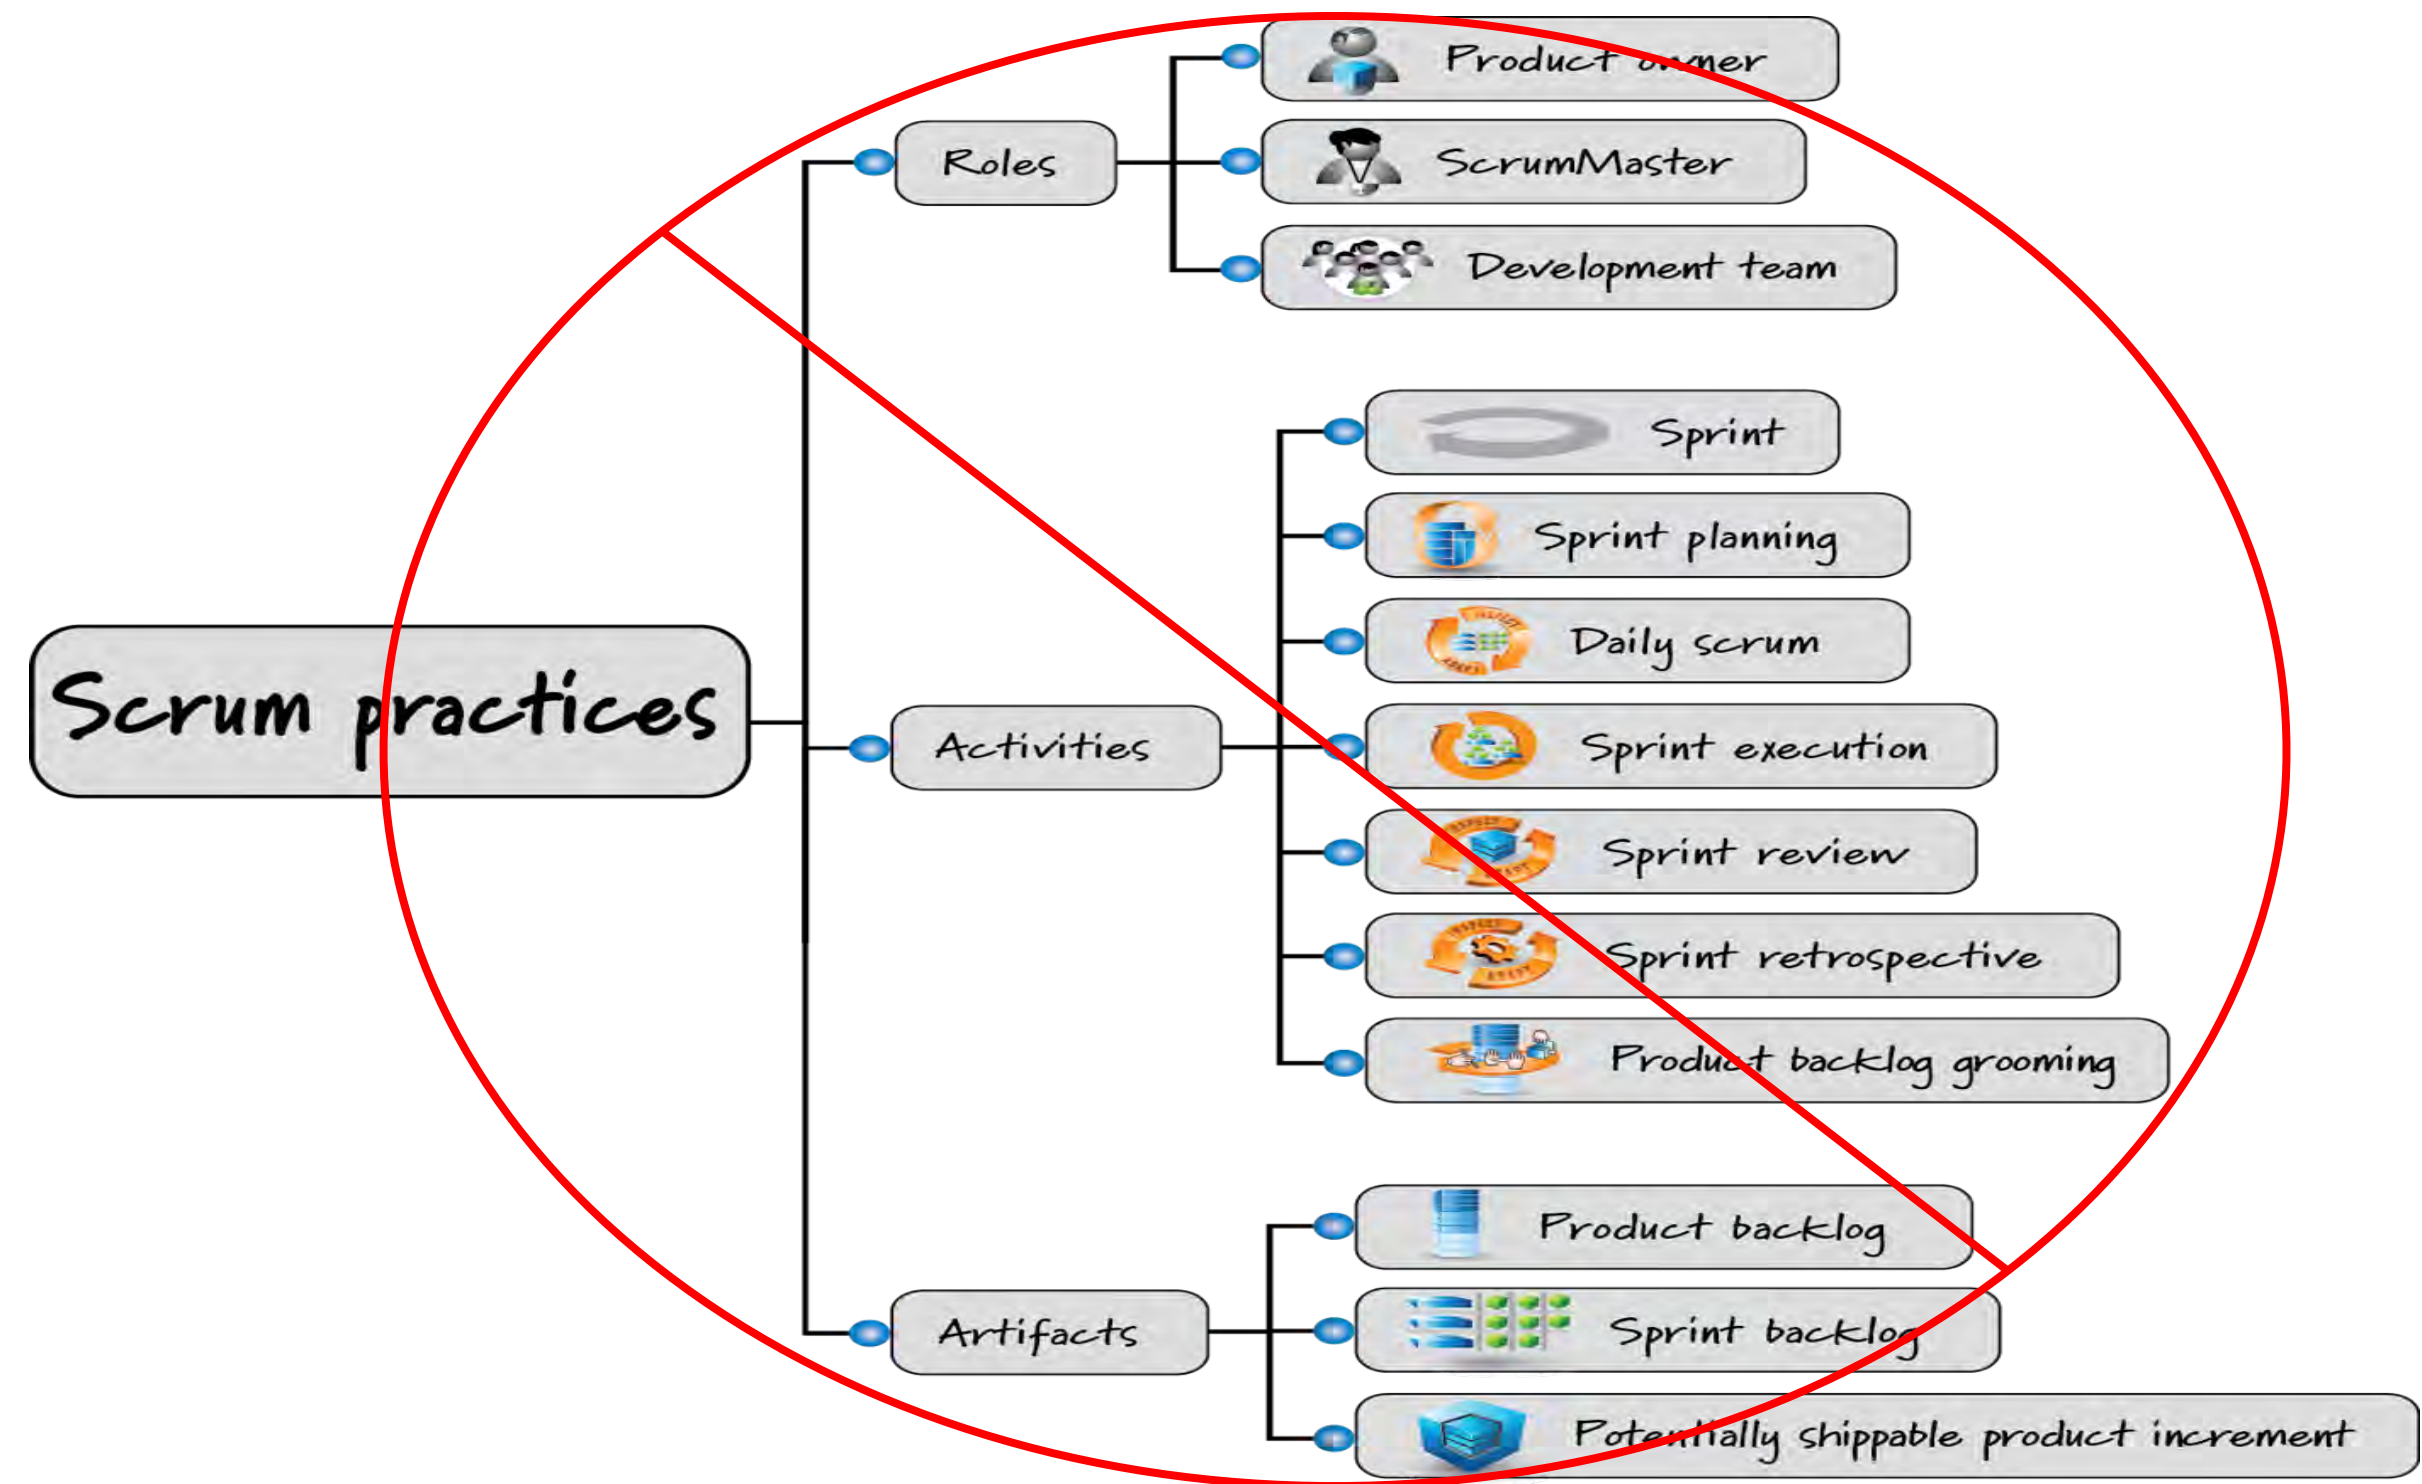 Product owner
Roles
ScrumMaster
Development team
Sprint
Sprint planning
Daily scrum
Scrum practices
Activities
Sprint execution
Sprint review
Sprint retrospective
Product backlog grooming
Product backlog
Artifacts
Sprint backlog
Potentially shippable product increment